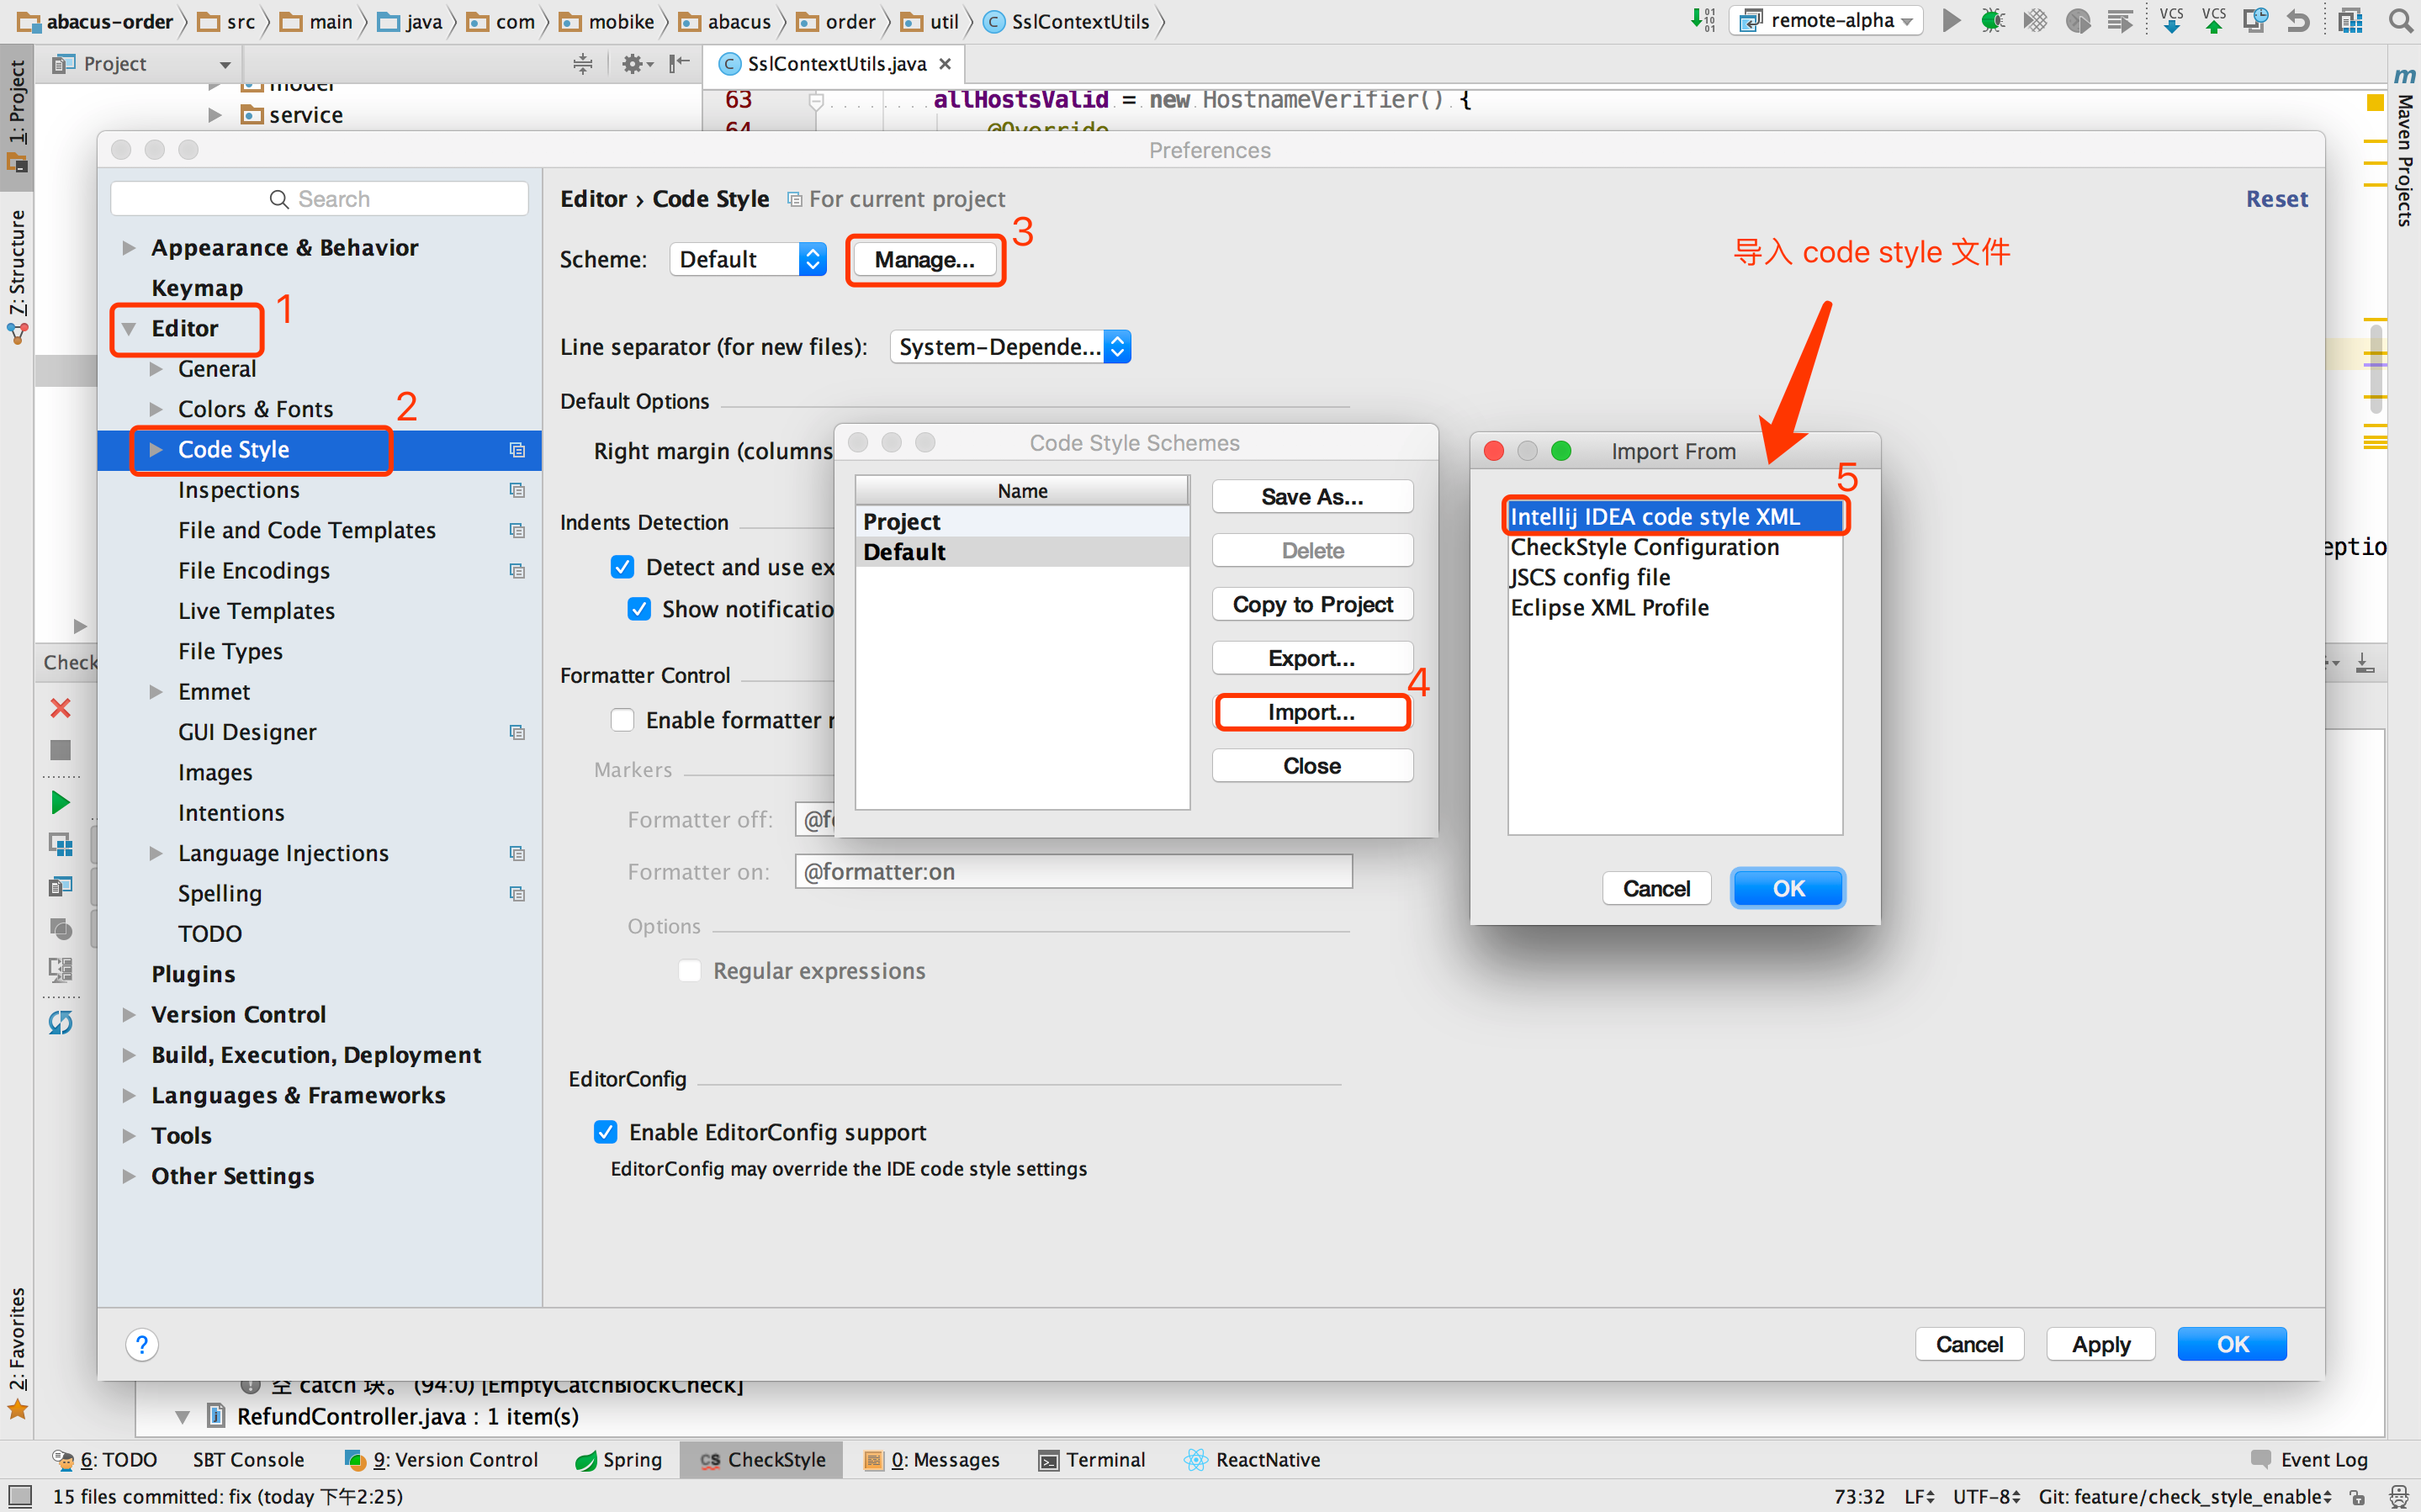 abacus-order src main java com mobike abacus order util SslContextUtils
remote-alpha
VCS VCS
Project
SslContextUtils.java
1: Project
7: Structure
2: Favorites
Maven Projects
model
service
63 allHostsValid = new HostnameVerifier() {
64 @Override
Preferences
Search
Appearance & Behavior
Keymap
Editor
1
General
Colors & Fonts
2
Code Style
Inspections
File and Code Templates
File Encodings
Live Templates
File Types
Emmet
GUI Designer
Images
Intentions
Language Injections
Spelling
TODO
Plugins
Version Control
Build, Execution, Deployment
Languages & Frameworks
Tools
Other Settings
Editor › Code Style For current project
Reset
Scheme: Default Manage...
3
Line separator (for new files): System-Depende...
Default Options
Right margin (columns
Indents Detection
Detect and use ex
Show notificatio
Formatter Control
Enable formatter
Markers
Formatter off: @fo
Formatter on: @formatter:on
Options
Regular expressions
EditorConfig
Enable EditorConfig support
EditorConfig may override the IDE code style settings
Code Style Schemes
Name
Project
Default
Save As...
Delete
Copy to Project
Export...
4
Import...
Close
导入 code style 文件
Import From
5
Intellij IDEA code style XML
CheckStyle Configuration
JSCS config file
Eclipse XML Profile
Cancel OK
eptio
Check
?
Cancel Apply OK
空 catch 块。 (94:0) [EmptyCatchBlockCheck]
RefundController.java : 1 item(s)
6: TODO SBT Console 9: Version Control Spring CheckStyle 0: Messages Terminal ReactNative Event Log
15 files committed: fix (today 下午2:25)
73:32 LF UTF-8 Git: feature/check_style_enable